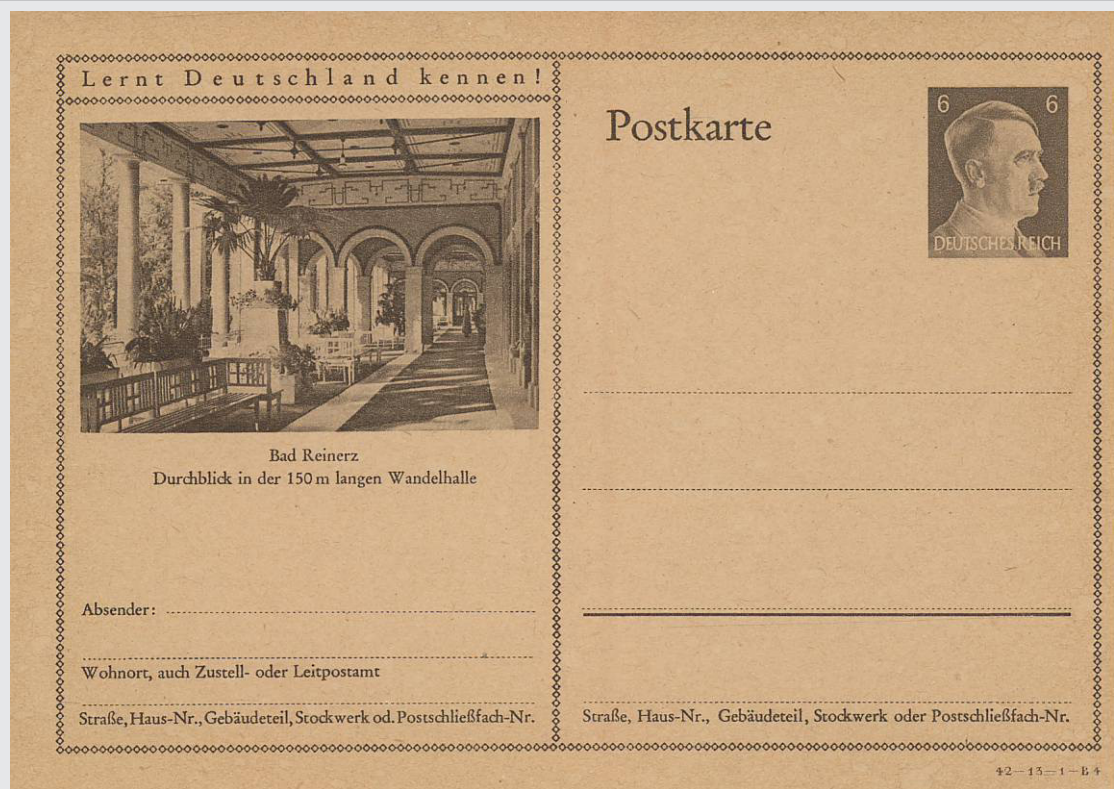 Lernt Deutschland kennen!
Bad Reinerz
Durchblick in der 150 m langen Wandelhalle
Absender:
Wohnort, auch Zustell- oder Leitpostamt
Straße, Haus-Nr., Gebäudeteil, Stockwerk od. Postschließfach-Nr.
Postkarte
6 6
DEUTSCHES REICH
Straße, Haus-Nr., Gebäudeteil, Stockwerk oder Postschließfach-Nr.
42—13—1—B 4